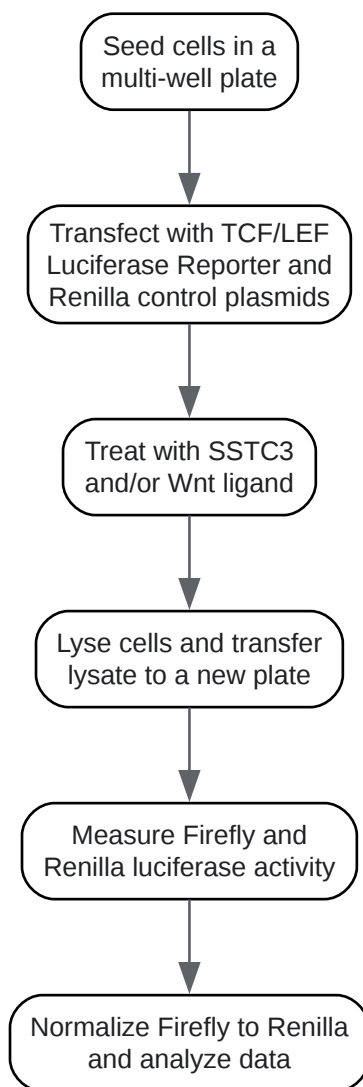 Seed cells in a
multi-well plate
Transfect with TCF/LEF
Luciferase Reporter and
Renilla control plasmids
Treat with SSTC3
and/or Wnt ligand
Lyse cells and transfer
lysate to a new plate
Measure Firefly and
Renilla luciferase activity
Normalize Firefly to Renilla
and analyze data